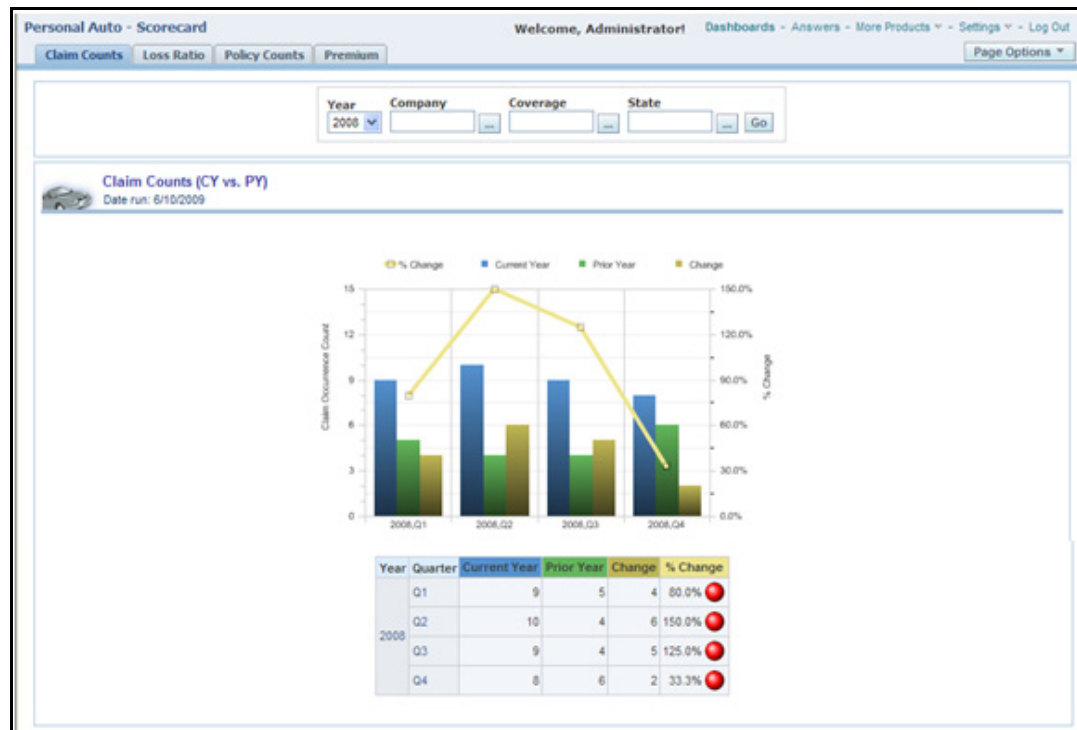 Personal Auto - Scorecard Welcome, Administrator! Dashboards - Answers - More Products - Settings - Log Out
Claim Counts Loss Ratio Policy Counts Premium Page Options
Year Company Coverage State
2008 ... ... ... Go
Claim Counts (CY vs. PY)
Date run: 6/10/2009
% Change Current Year Prior Year Change
15 150.0%
12 120.0%
9 90.0%
6 60.0%
3 30.0%
0 0.0%
Claim Occurrence Count
% Change
2008,Q1 2008,Q2 2008,Q3 2008,Q4
Year Quarter Current Year Prior Year Change % Change
2008
Q1 9 5 4 80.0%
Q2 10 4 6 150.0%
Q3 9 4 5 125.0%
Q4 8 6 2 33.3%